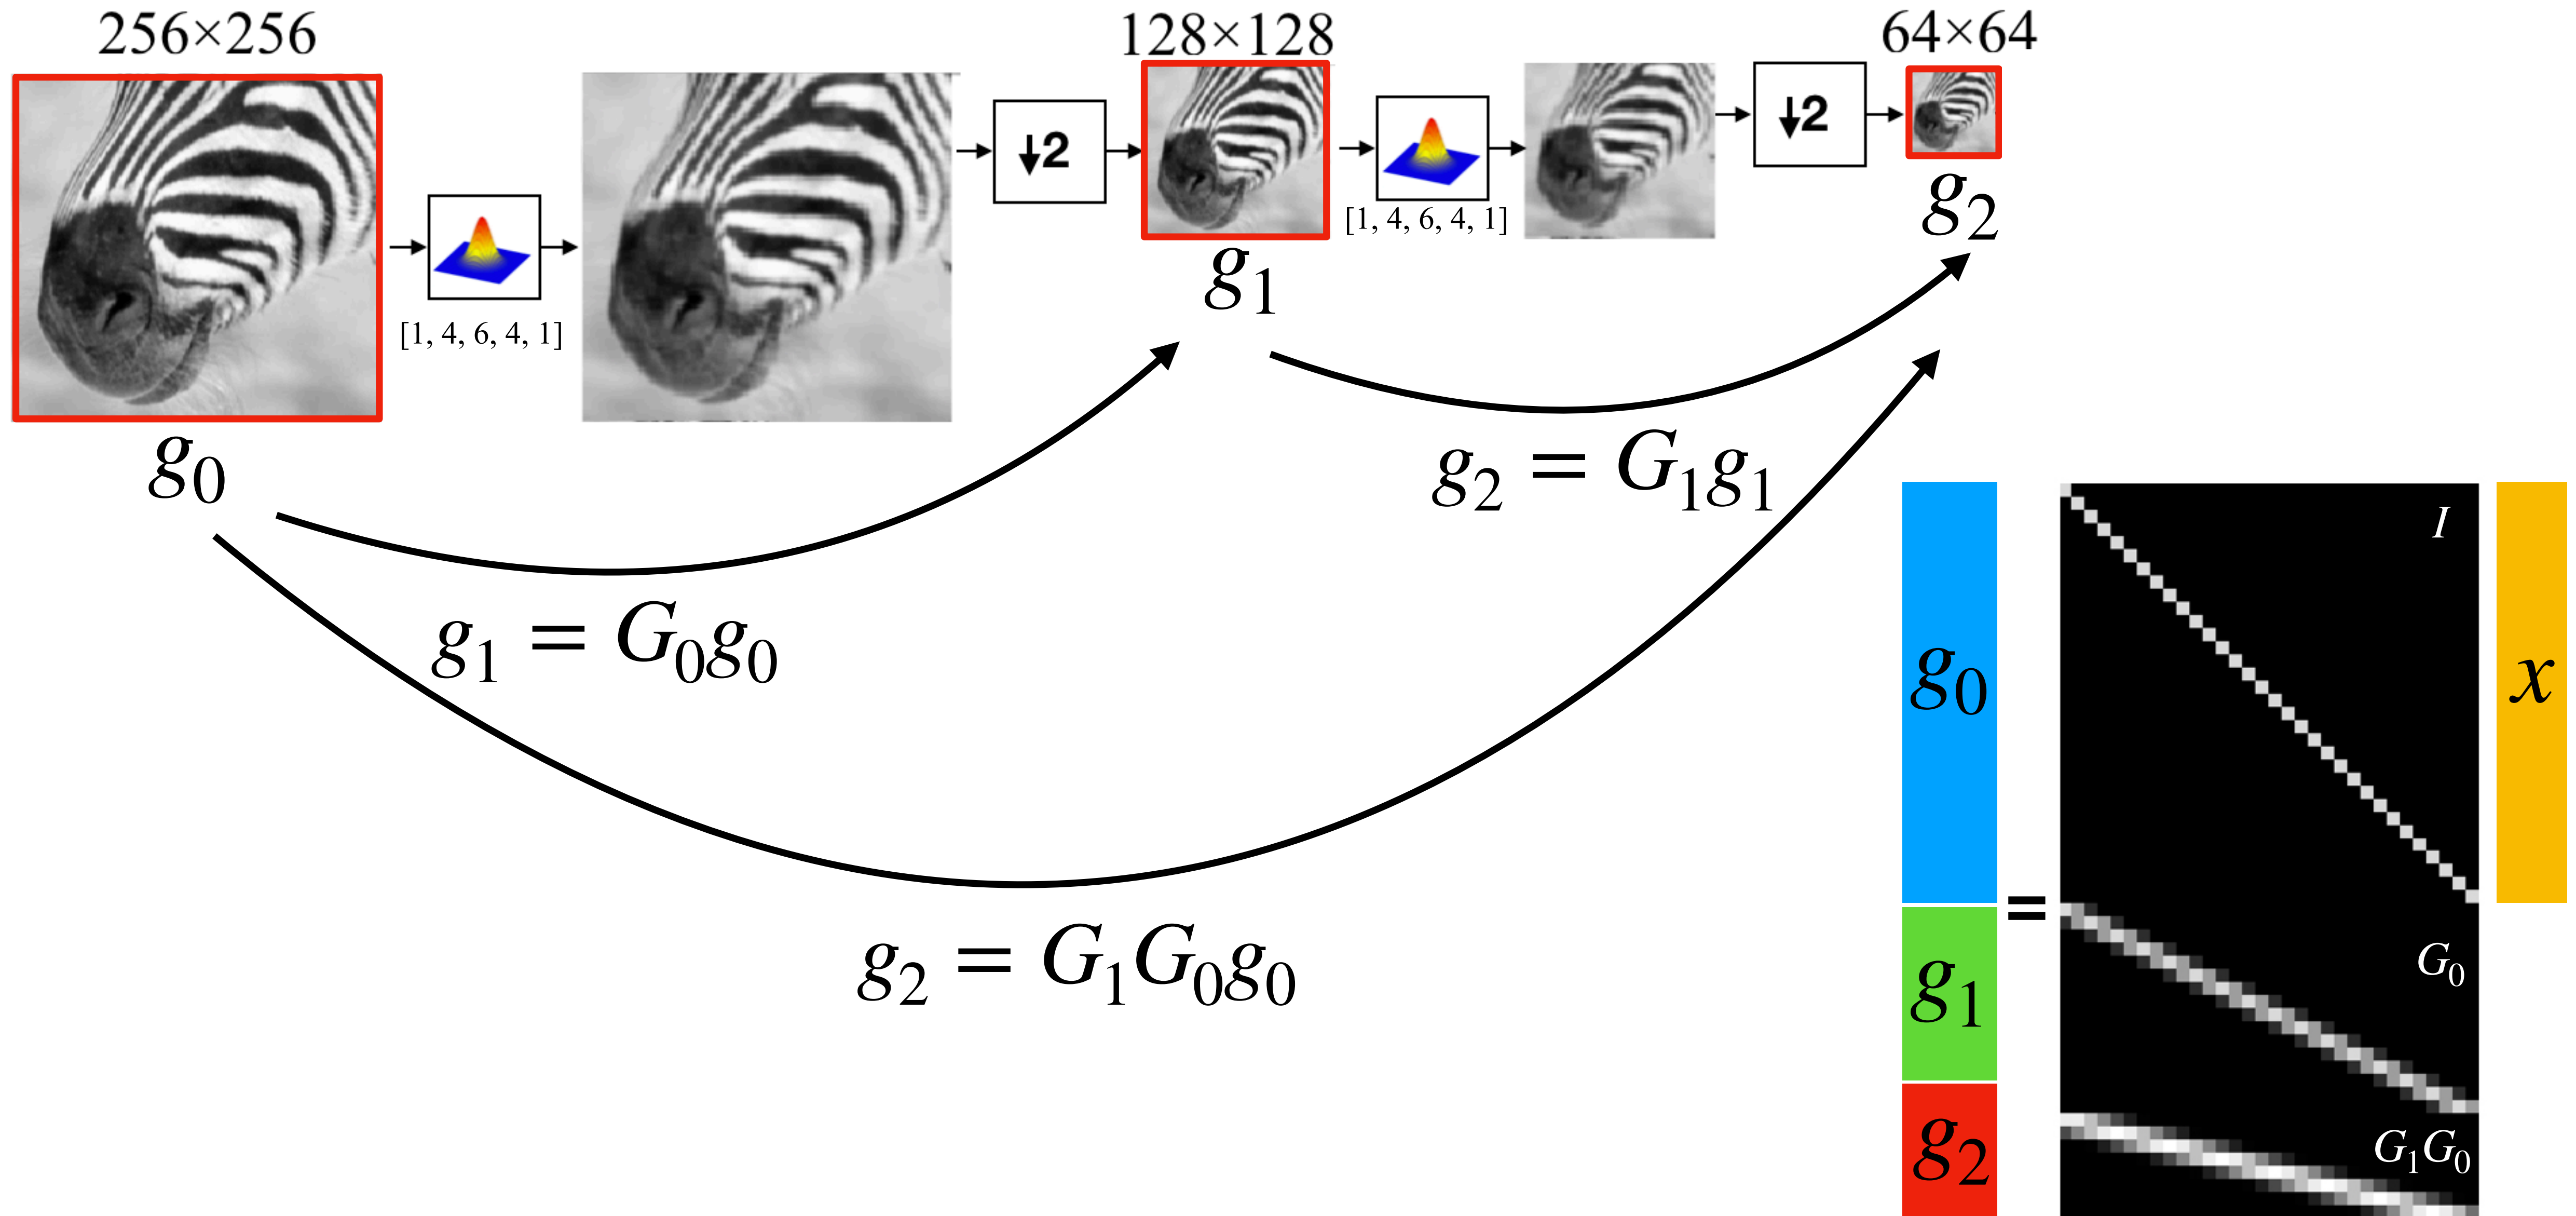 256×256
128×128
64×64
↓2
↓2
[1, 4, 6, 4, 1]
[1, 4, 6, 4, 1]
g₀
g₁
g₂
g₂ = G₁g₁
g₁ = G₀g₀
g₂ = G₁G₀g₀
g₀
g₁
g₂
=
I
G₀
G₁G₀
x